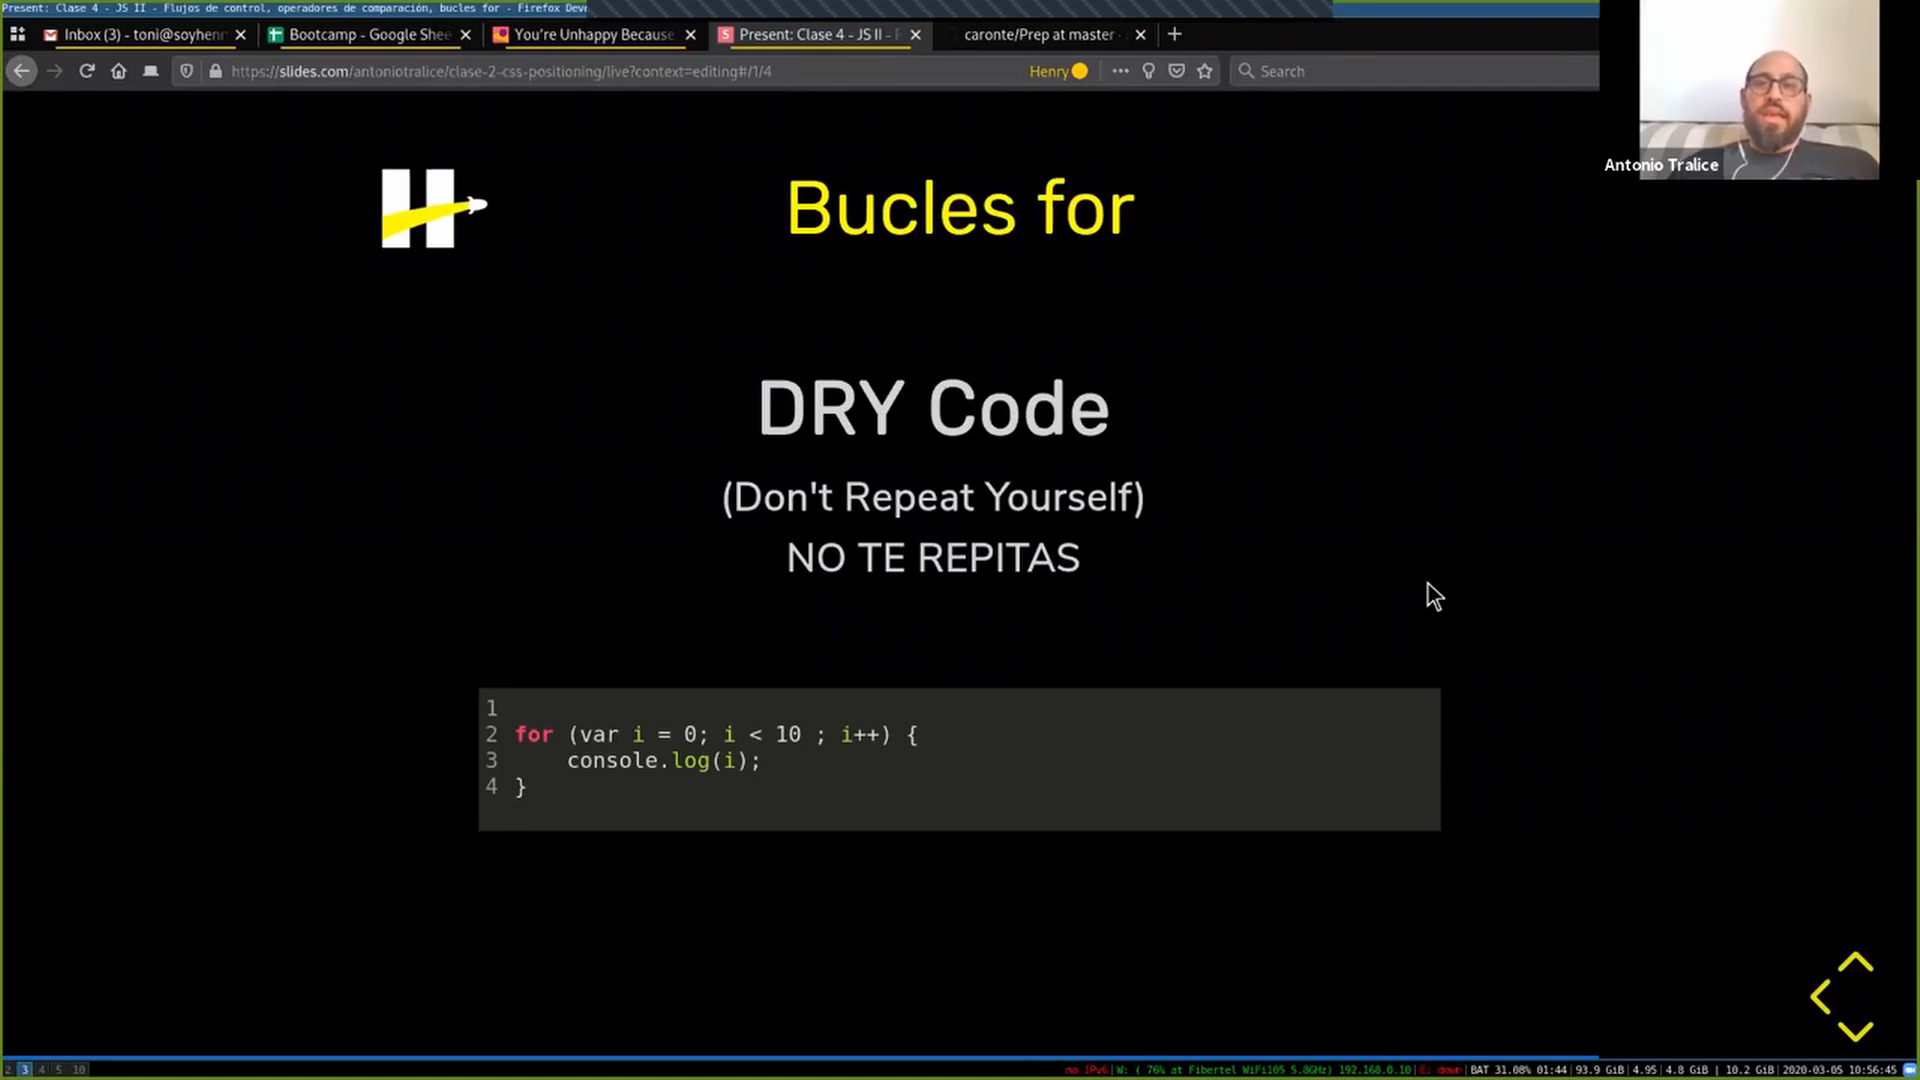 Present: Clase 4 - JS II - Flujos de control, operadores de comparación, bucles for - Firefox Deve
Inbox (3) - toni@soyhenr
Bootcamp - Google Shee
You're Unhappy Because
Present: Clase 4 - JS II - F
caronte/Prep at master -
https://slides.com/antoniotralice/clase-2-css-positioning/live?context=editing#/1/4
Henry
Search
Antonio Tralice
H
Bucles for
DRY Code
(Don't Repeat Yourself)
NO TE REPITAS
1
2 for (var i = 0; i < 10 ; i++) {
3     console.log(i);
4 }
2 3 4 5 10
no IPv6 | W: ( 76% at Fibertel WiFi105 5.8GHz) 192.168.0.10 | E: down | BAT 31.08% 01:44 | 93.9 GiB | 4.95 | 4.8 GiB | 10.2 GiB | 2020-03-05 10:56:45